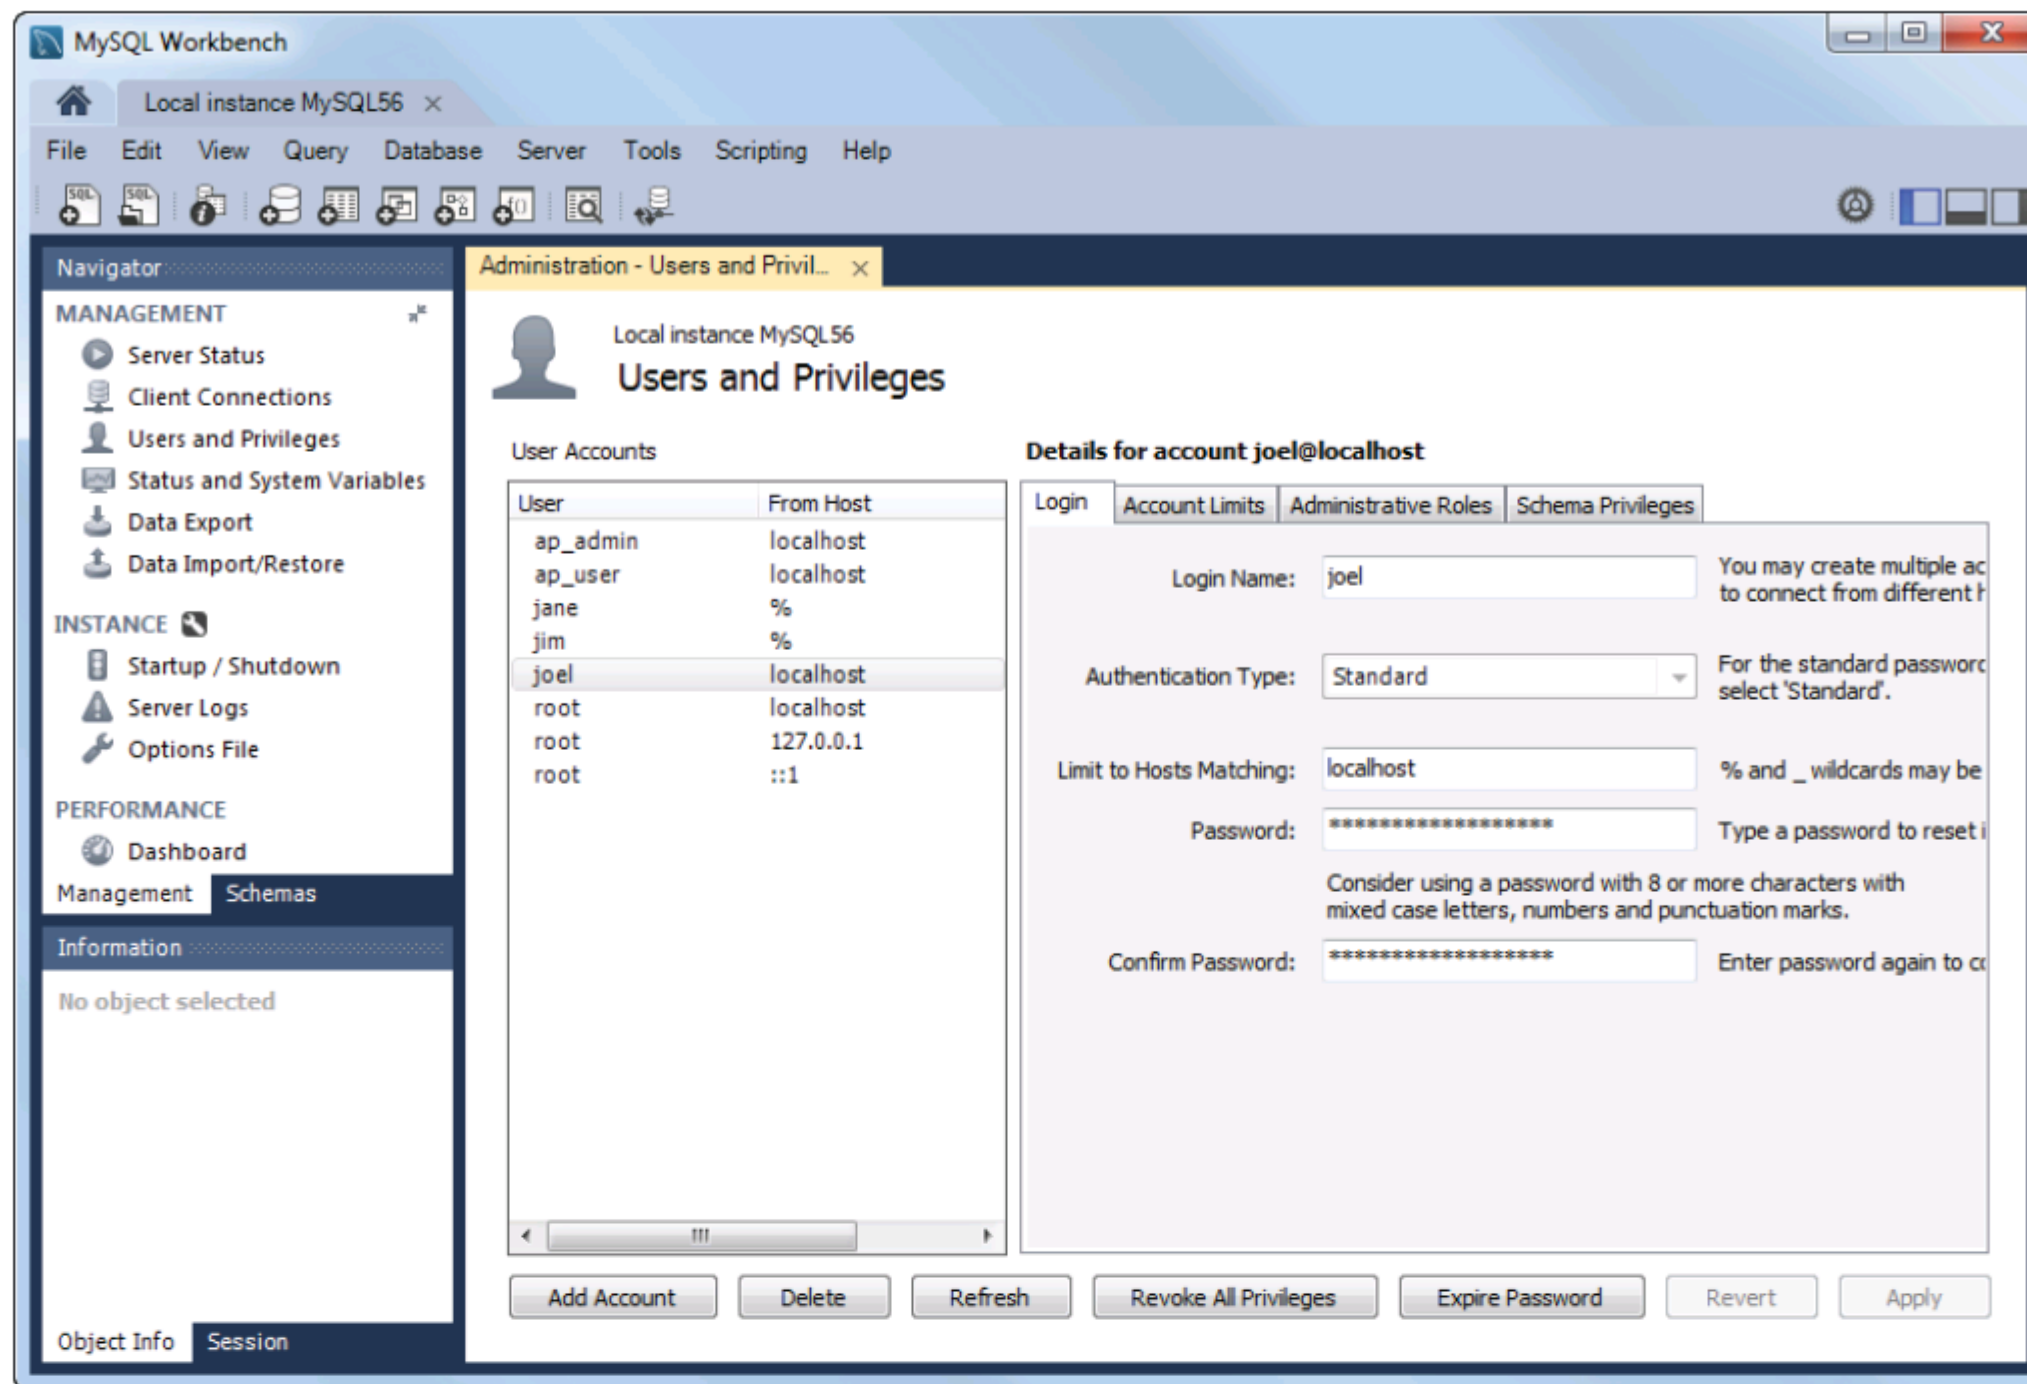 MySQL Workbench
Local instance MySQL56
File Edit View Query Database Server Tools Scripting Help
Navigator
MANAGEMENT
Server Status
Client Connections
Users and Privileges
Status and System Variables
Data Export
Data Import/Restore
INSTANCE
Startup / Shutdown
Server Logs
Options File
PERFORMANCE
Dashboard
Management Schemas
Information
No object selected
Object Info Session
Administration - Users and Privil...
Local instance MySQL56
Users and Privileges
User Accounts
User From Host
ap_admin localhost
ap_user localhost
jane %
jim %
joel localhost
root localhost
root 127.0.0.1
root ::1
Details for account joel@localhost
Login Account Limits Administrative Roles Schema Privileges
Login Name: joel
You may create multiple ac
to connect from different h
Authentication Type: Standard
For the standard password
select 'Standard'.
Limit to Hosts Matching: localhost % and _ wildcards may be
Password: ****************** Type a password to reset i
Consider using a password with 8 or more characters with
mixed case letters, numbers and punctuation marks.
Confirm Password: ****************** Enter password again to co
Add Account Delete Refresh Revoke All Privileges Expire Password Revert Apply